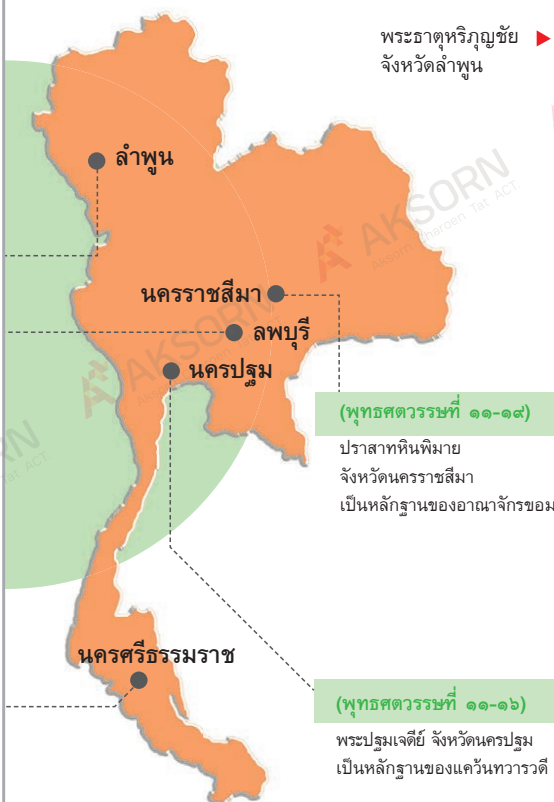 พระธาตุหริภุญชัย
จังหวัดลำพูน
ลำพูน
นครราชสีมา
ลพบุรี
นครปฐม
(พุทธศตวรรษที่ ๑๑-๑๙)
ปราสาทหินพิมาย
จังหวัดนครราชสีมา
เป็นหลักฐานของอาณาจักรขอม
นครศรีธรรมราช
(พุทธศตวรรษที่ ๑๑-๑๖)
พระปฐมเจดีย์ จังหวัดนครปฐม
เป็นหลักฐานของแคว้นทวารวดี
AKSORN
Aksorn Charoen Tat ACT
AKSORN